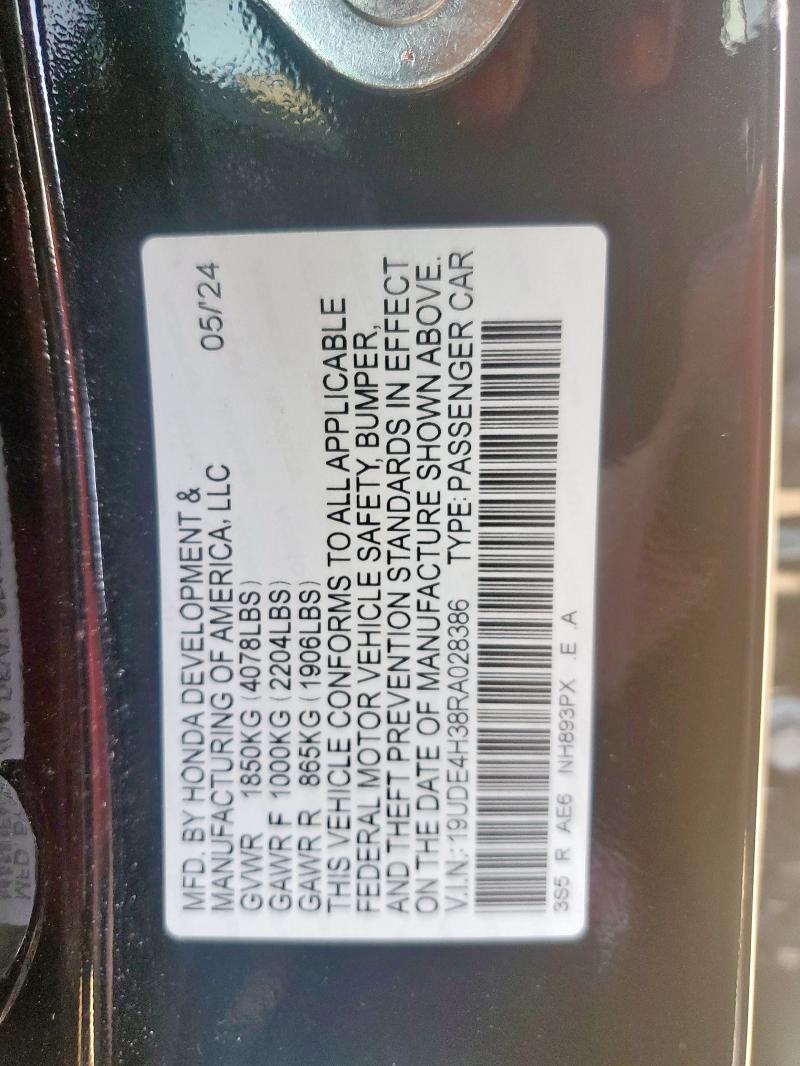 MFD. BY HONDA DEVELOPMENT &
MANUFACTURING OF AMERICA, LLC 05/'24
GVWR 1850KG (4078LBS)
GAWR F 1000KG (2204LBS)
GAWR R 865KG (1906LBS)
THIS VEHICLE CONFORMS TO ALL APPLICABLE
FEDERAL MOTOR VEHICLE SAFETY, BUMPER,
AND THEFT PREVENTION STANDARDS IN EFFECT
ON THE DATE OF MANUFACTURE SHOWN ABOVE.
V.I.N.: 19UDE4H38RA028386 TYPE: PASSENGER CAR
3S5 R AE6 NH893PX .E .A